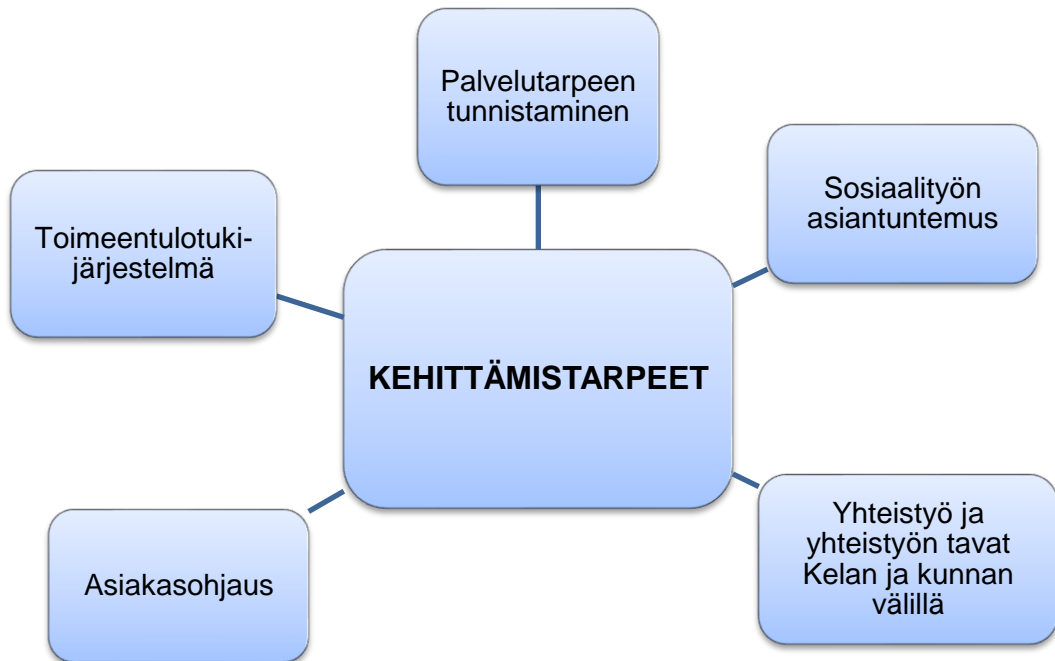 Palvelutarpeen
tunnistaminen
Sosiaalityön
asiantuntemus
Toimeentulotuki-
järjestelmä
KEHITTÄMISTARPEET
Yhteistyö ja
yhteistyön tavat
Kelan ja kunnan
välillä
Asiakasohjaus